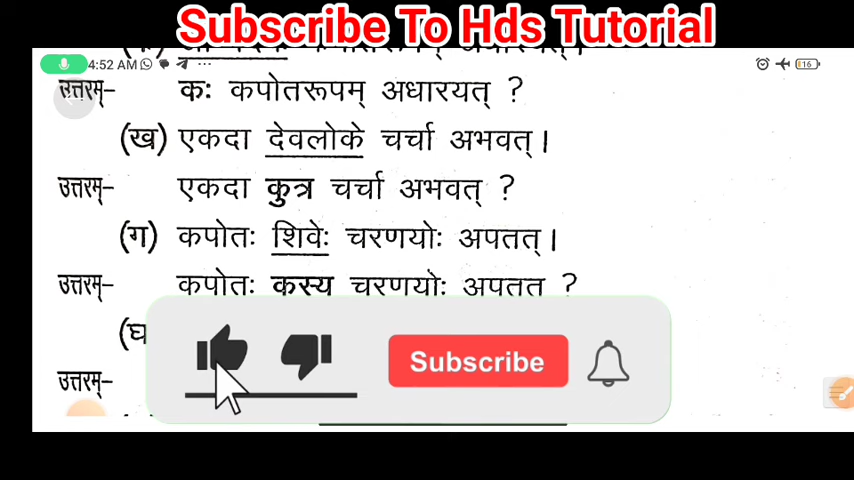 Subscribe To Hds Tutorial
4:52 AM
16
उत्तरम्– कः कपोतरूपम् अधारयत् ?
(ख) एकदा देवलोके चर्चा अभवत्।
उत्तरम्– एकदा कुत्र चर्चा अभवत् ?
(ग) कपोतः शिवेः चरणयोः अपतत्।
उत्तरम्– कपोतः कस्य चरणयोः अपतत् ?
(घ
Subscribe
उत्तरम्–